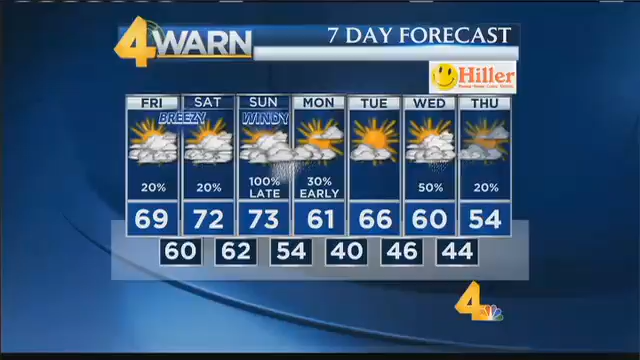 4WARN
7 DAY FORECAST
Hiller
FRI SAT SUN MON TUE WED THU
BREEZY WINDY
20% 20% 100% LATE 30% EARLY 50% 20%
69 72 73 61 66 60 54
60 62 54 40 46 44
4